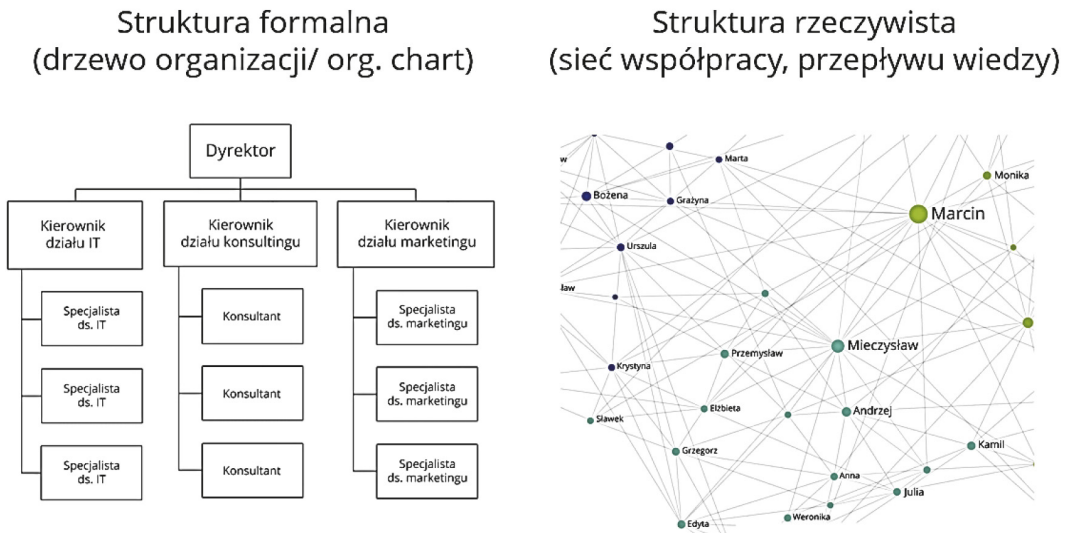 Struktura formalna
(drzewo organizacji/ org. chart)
Dyrektor
Kierownik
działu IT
Kierownik
działu konsultingu
Kierownik
działu marketingu
Specjalista
ds. IT
Konsultant
Specjalista
ds. marketingu
Specjalista
ds. IT
Konsultant
Specjalista
ds. marketingu
Specjalista
ds. IT
Konsultant
Specjalista
ds. marketingu
Struktura rzeczywista
(sieć współpracy, przepływu wiedzy)
w
Marta
Monika
Bożena
Grażyna
Marcin
Urszula
ław
Mieczysław
Przemysław
Krystyna
Elżbieta
Andrzej
Sławek
Kamil
Grzegorz
Anna
Julia
Weronika
Edyta